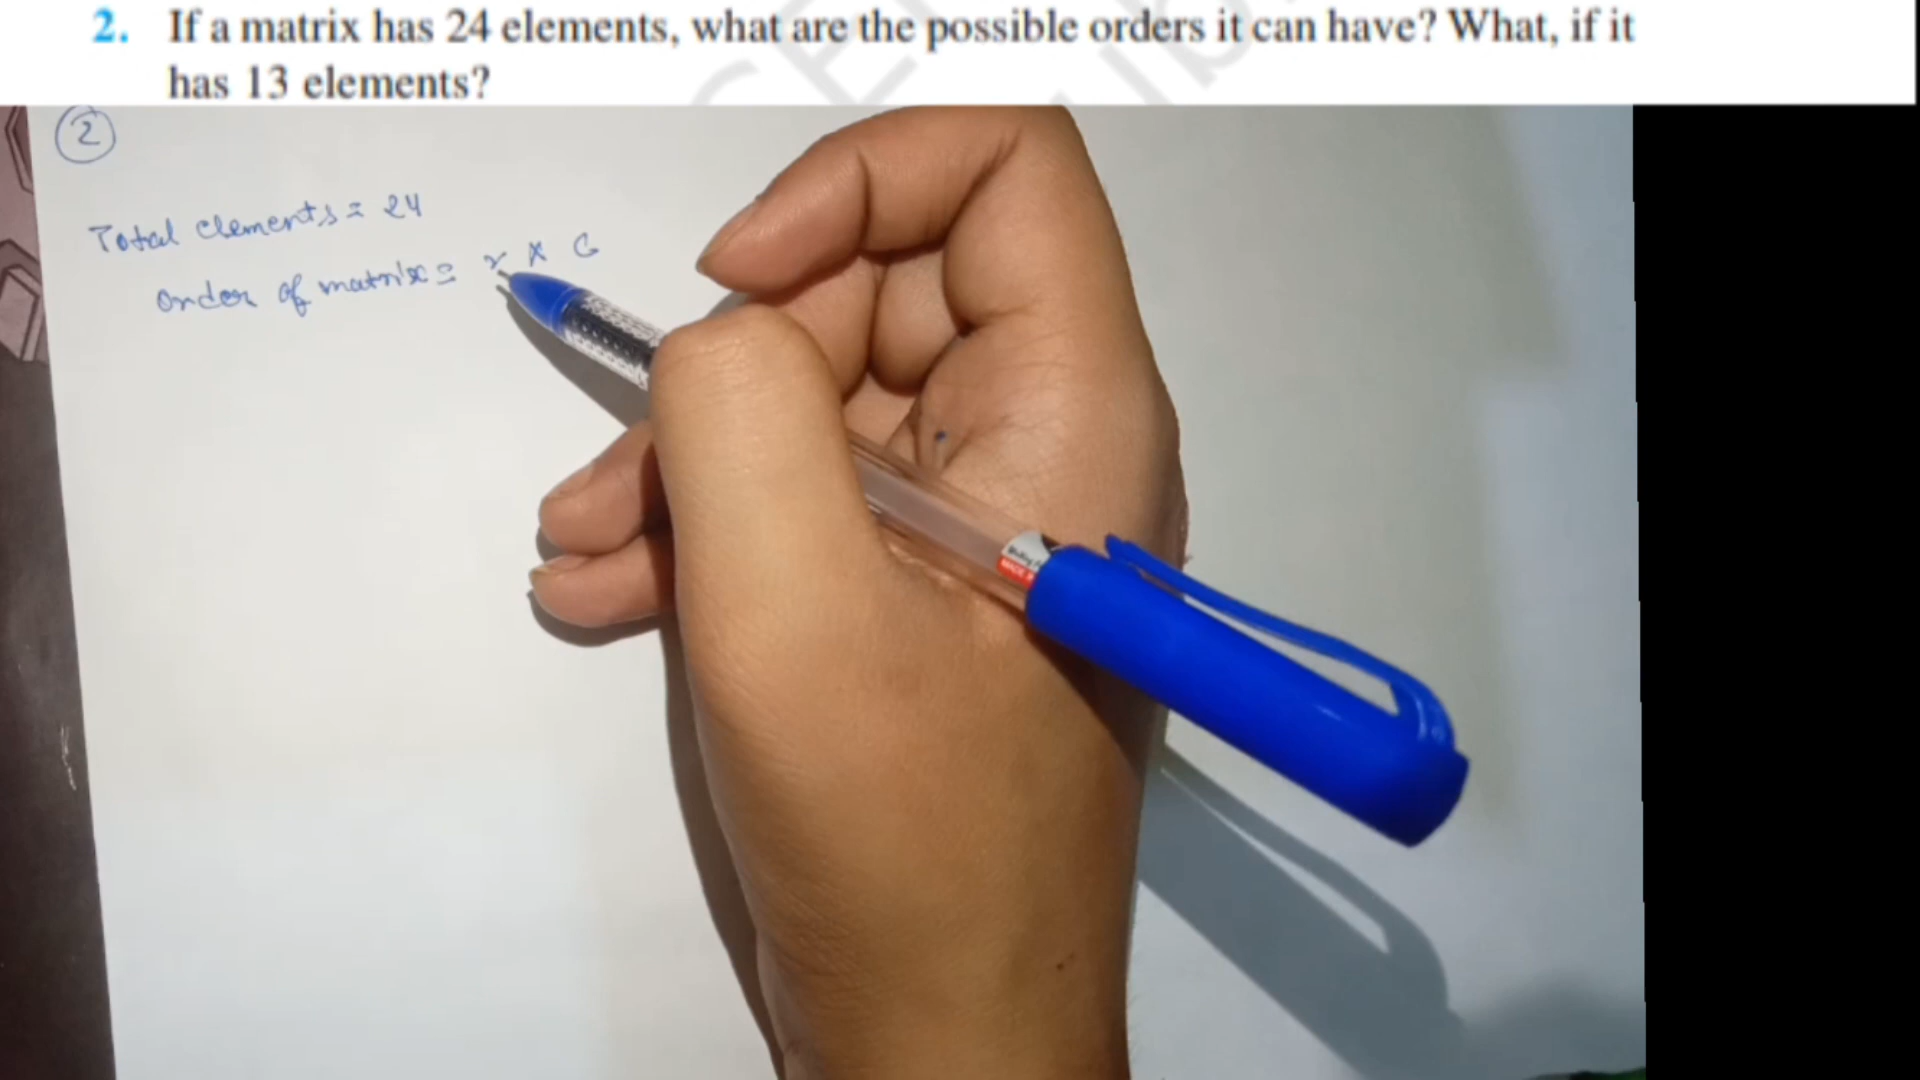 2. If a matrix has 24 elements, what are the possible orders it can have? What, if it
has 13 elements?
2
Total elements = 24
Order of matrix = r × C